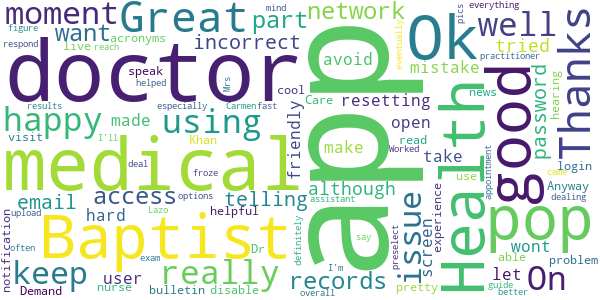 moment Great part network Ok well
want acronyms incorrect avoid tried Thanks
figure mind everything pics practitioner
respond live reach eventually
doctor app mistake
results speak helped Mrs cool resetting
especially Carmen fast Care news hearing
happy made using friendly open password
visit I'll Khan make read Worked take
medical Health good login
deal froze options although use Anyway
email access telling issue pop came dealing
upload Lazo helpful assistant experience appointment
notification hard definitely screen wont
Baptist records preselect able problem
often exam Dr say
keep user really I'm pretty On let guide
Demand nurse bulletin disable overall better